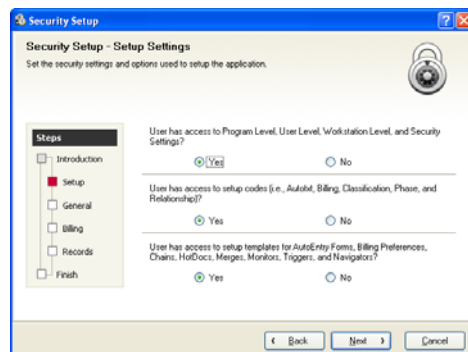 Security Setup
Security Setup - Setup Settings
Set the security settings and options used to setup the application.
Steps
Introduction
Setup
General
Billing
Records
Finish
User has access to Program Level, User Level, Workstation Level, and Security
Settings?
Yes No
User has access to setup codes (i.e., Autobit, Billing, Classification, Phase, and
Relationship)?
Yes No
User has access to setup templates for AutoEntry Forms, Billing Preferences,
Chains, HotDocs, Merges, Monitors, Triggers, and Navigators?
Yes No
Back Next Cancel